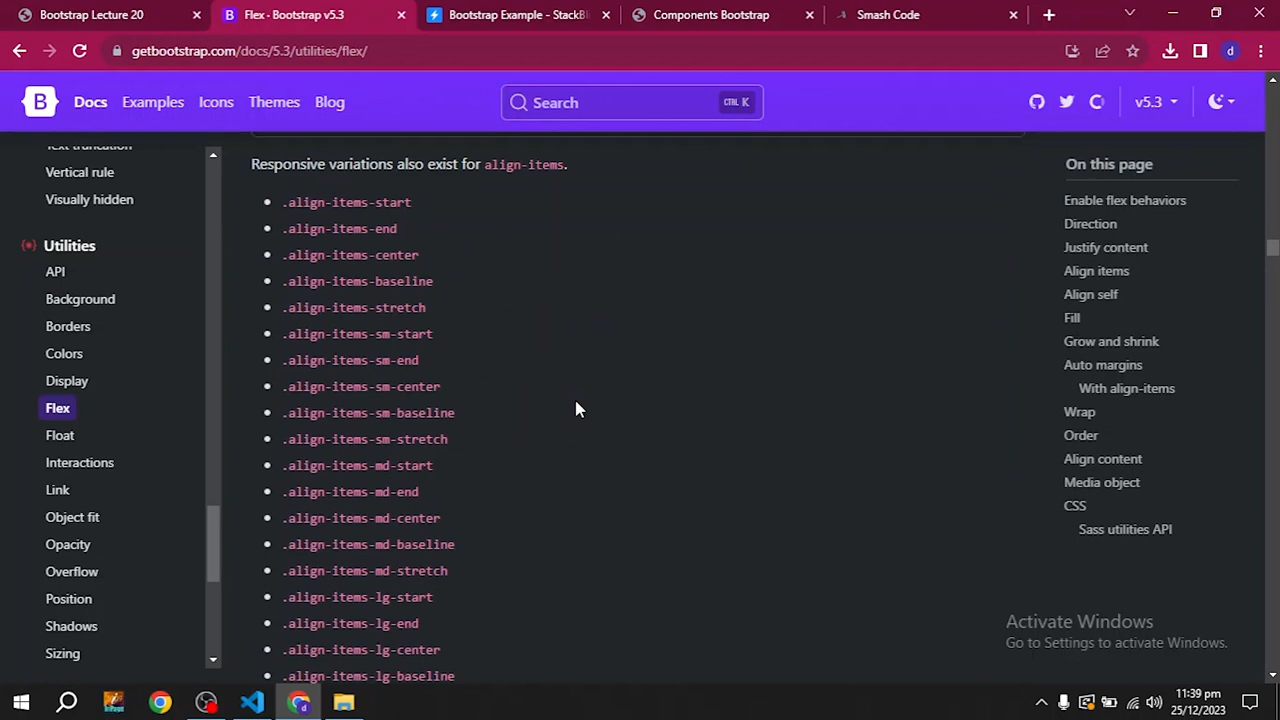 Bootstrap Lecture 20
Flex - Bootstrap v5.3
Bootstrap Example - StackBli
Components Bootstrap
Smash Code
getbootstrap.com/docs/5.3/utilities/flex/
d
B
Docs
Examples
Icons
Themes
Blog
Search
CTRL K
v5.3
Text truncation
Vertical rule
Visually hidden
Utilities
API
Background
Borders
Colors
Display
Flex
Float
Interactions
Link
Object fit
Opacity
Overflow
Position
Shadows
Sizing
Responsive variations also exist for align-items.
.align-items-start
.align-items-end
.align-items-center
.align-items-baseline
.align-items-stretch
.align-items-sm-start
.align-items-sm-end
.align-items-sm-center
.align-items-sm-baseline
.align-items-sm-stretch
.align-items-md-start
.align-items-md-end
.align-items-md-center
.align-items-md-baseline
.align-items-md-stretch
.align-items-lg-start
.align-items-lg-end
.align-items-lg-center
.align-items-lg-baseline
On this page
Enable flex behaviors
Direction
Justify content
Align items
Align self
Fill
Grow and shrink
Auto margins
With align-items
Wrap
Order
Align content
Media object
CSS
Sass utilities API
Activate Windows
Go to Settings to activate Windows.
11:39 pm
25/12/2023